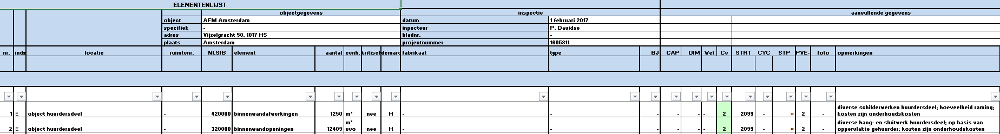 ELEMENTENLIJST
objectgegevens inspectie aanvullende gegevens
object AFM Amsterdam datum 1 februari 2017
specifiek - inpecteur P. Davidse
adres Vijzelgracht 50, 1017 HS bladnr. -
plaats Amsterdam projectnummer 1605811
nr. locatie ruimtenr. NLSfB element aantal eenh. kritisch demarc fabrikaat type BJ CAP DIM Wet Cv STRT CYC STP PVE- foto opmerkingen
1 E object huurdersdeel - 420000 binnenwandafwerkingen 1250 m² nee H - - - - - - 2 2099 - ∞ 2 - diverse schilderwerken huurdersdeel; hoeveelheid raming;
kosten zijn onderhoudskosten
2 E object huurdersdeel - 320000 binnenwandopeningen 12409 m² nee H - - - - - - 2 2099 - ∞ 2 - diverse hang- en sluitwerk huurdersdeel; op basis van
vvo oppervlakte gehuurder; kosten zijn onderhoudskosten